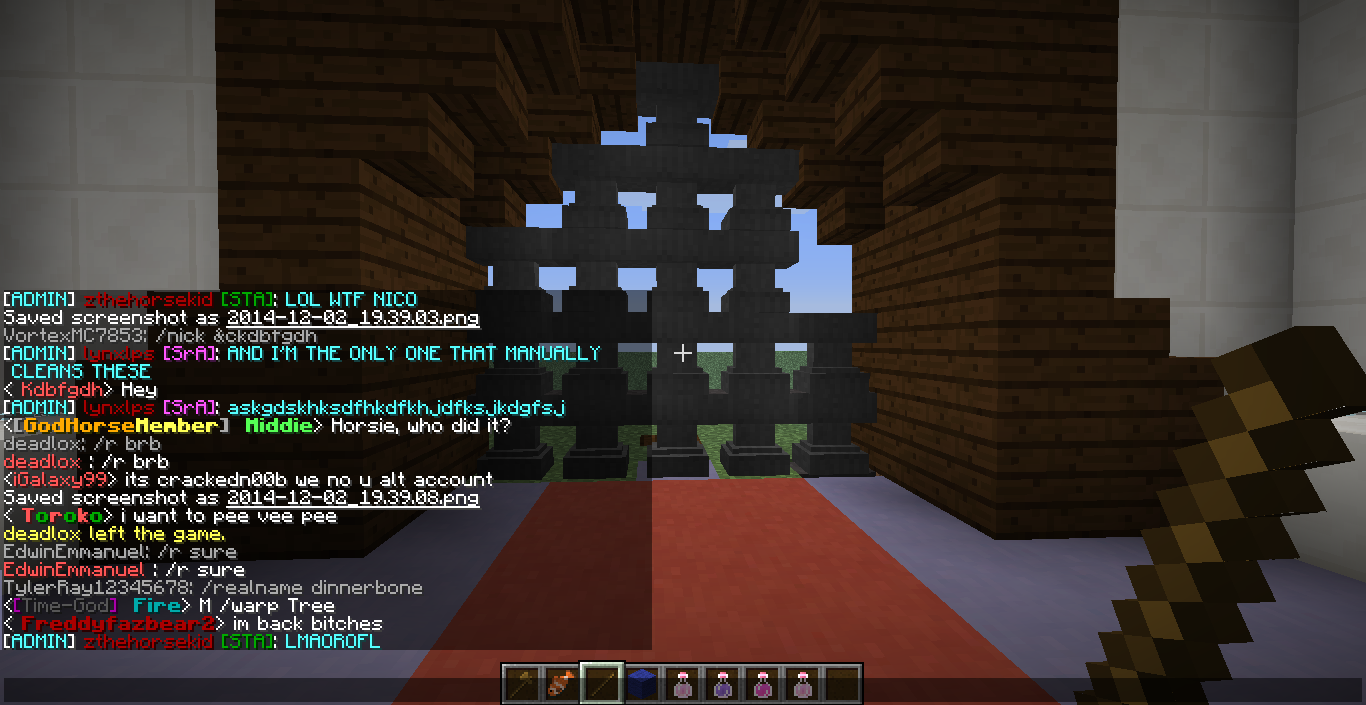 [ADMIN] zthehorsekid [STA]: LOL WTF NICO
Saved screenshot as 2014-12-02_19.39.03.png
VortexMC7853: /nick &ckdbfgdh
[ADMIN] lynxlps [SrA]: AND I'M THE ONLY ONE THAT MANUALLY
CLEANS THESE
< Kdbfgdh> Hey
[ADMIN] lynxlps [SrA]: askgdskhksdfhkdfkh,jdfks,jkdgfs,j
<[GodHorseMember] Middie> Horsie, who did it?
deadlox: /r brb
deadlox : /r brb
<iGalaxy99> its crackedn00b we no u alt account
Saved screenshot as 2014-12-02_19.39.08.png
< Toroko> i want to pee vee pee
deadlox left the game.
EdwinEmmanuel: /r sure
EdwinEmmanuel : /r sure
TylerRay12345678: /realname dinnerbone
<[Time-God] Fire> M /warp Tree
< Freddyfazbear2> im back bitches
[ADMIN] zthehorsekid [STA]: LMAOROFL